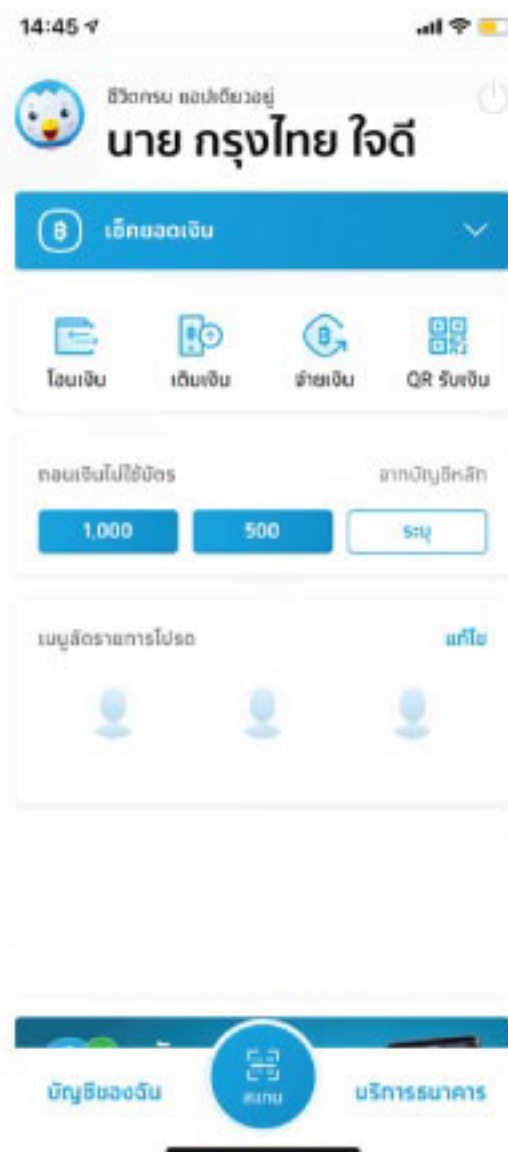 14:45
ชีวิตครบ แอปเดียวอยู่
นาย กรุงไทย ใจดี
เช็คยอดเงิน
โอนเงิน เติมเงิน จ่ายเงิน QR รับเงิน
ถอนเงินไม่ใช้บัตร จากบัญชีหลัก
1,000 500 ระบุ
เมนูลัดรายการโปรด แก้ไข
บัญชีของฉัน สแกน บริการธนาคาร